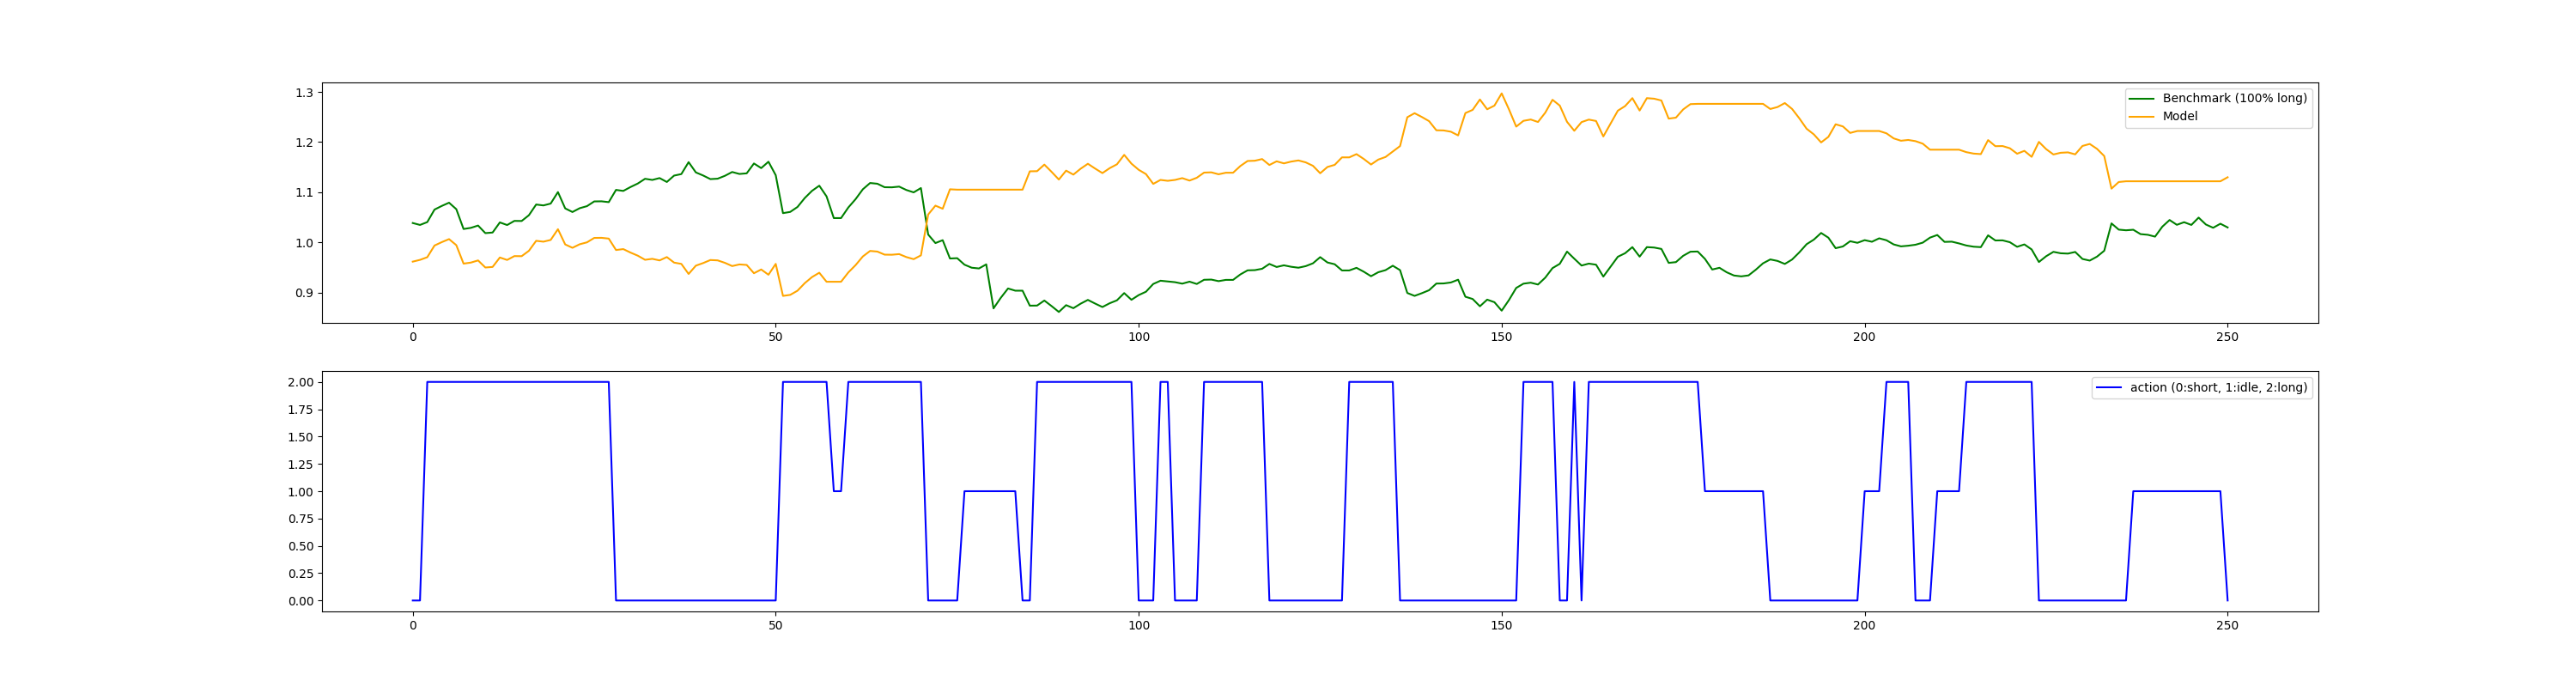 1.3
1.2
1.1
1.0
0.9
Benchmark (100% long)
Model
0 50 100 150 200 250
2.00
1.75
1.50
1.25
1.00
0.75
0.50
0.25
0.00
action (0:short, 1:idle, 2:long)
0 50 100 150 200 250